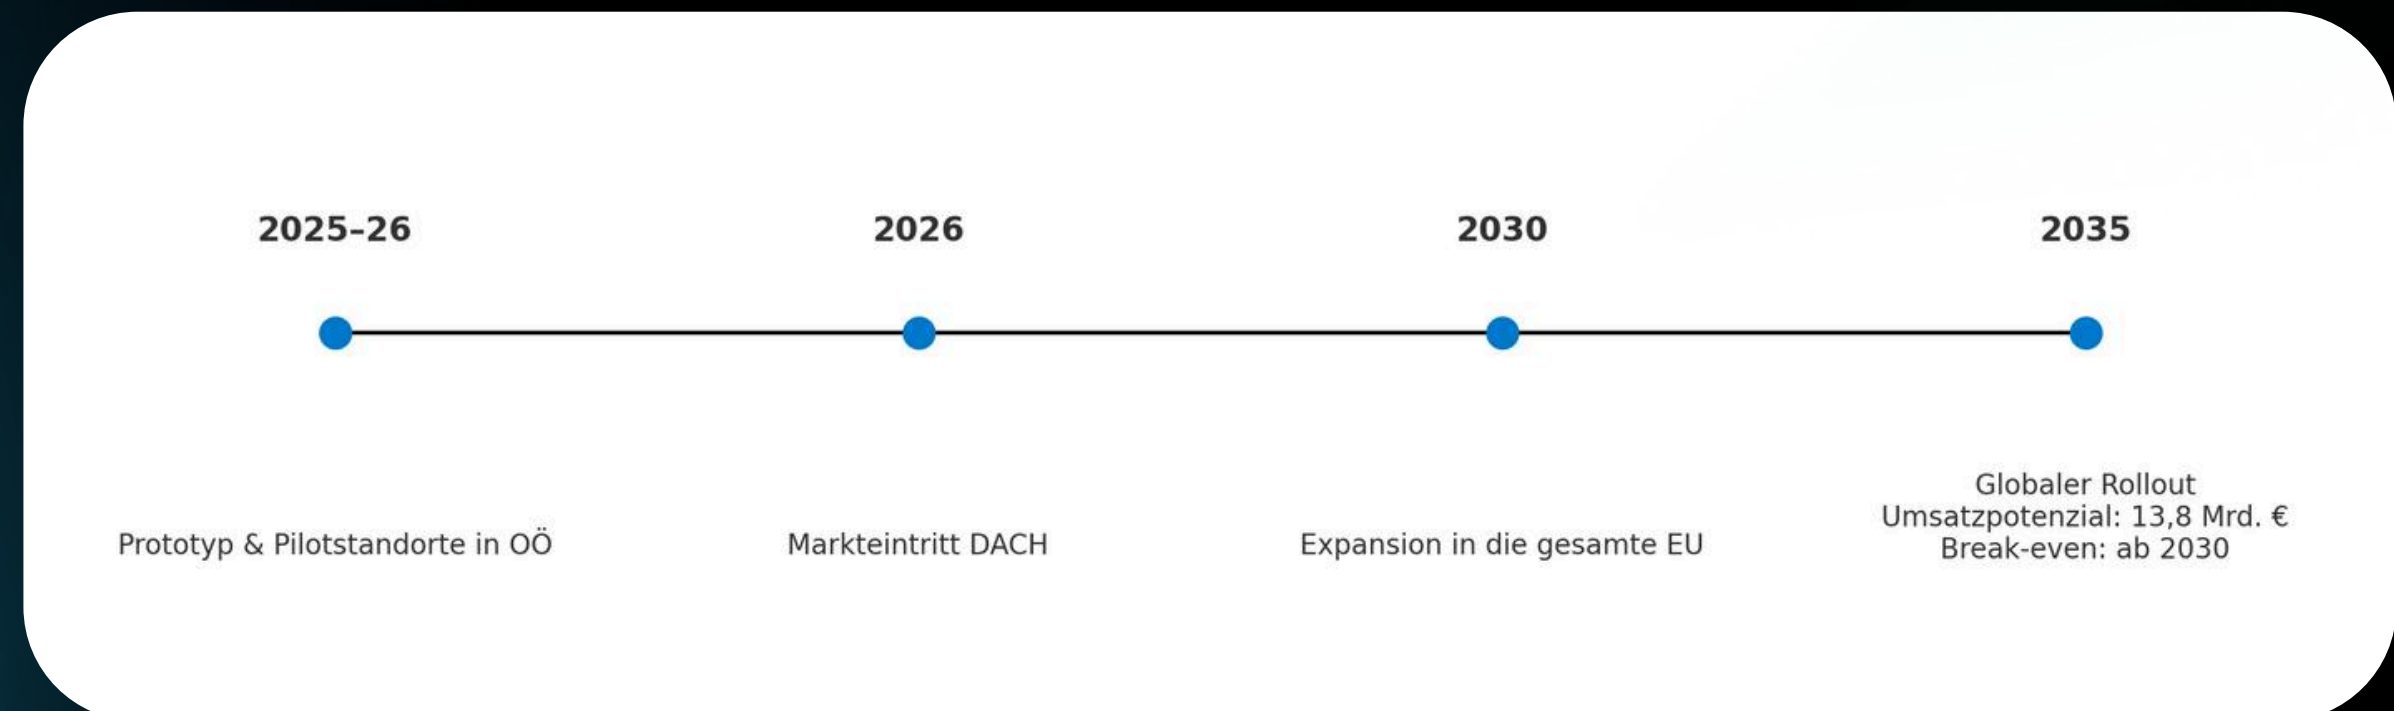 2025–26
Prototyp & Pilotstandorte in OÖ
2026
Markteintritt DACH
2030
Expansion in die gesamte EU
2035
Globaler Rollout
Umsatzpotenzial: 13,8 Mrd. €
Break-even: ab 2030